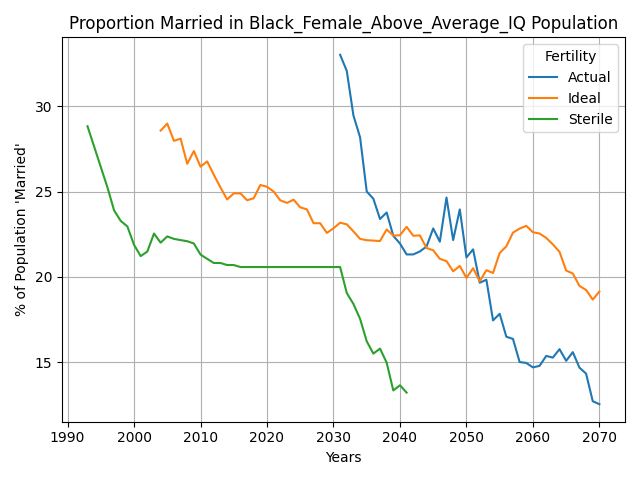 Proportion Married in Black_Female_Above_Average_IQ Population
% of Population 'Married'
30
25
20
15
1990 2000 2010 2020 2030 2040 2050 2060 2070
Years
Fertility
Actual
Ideal
Sterile